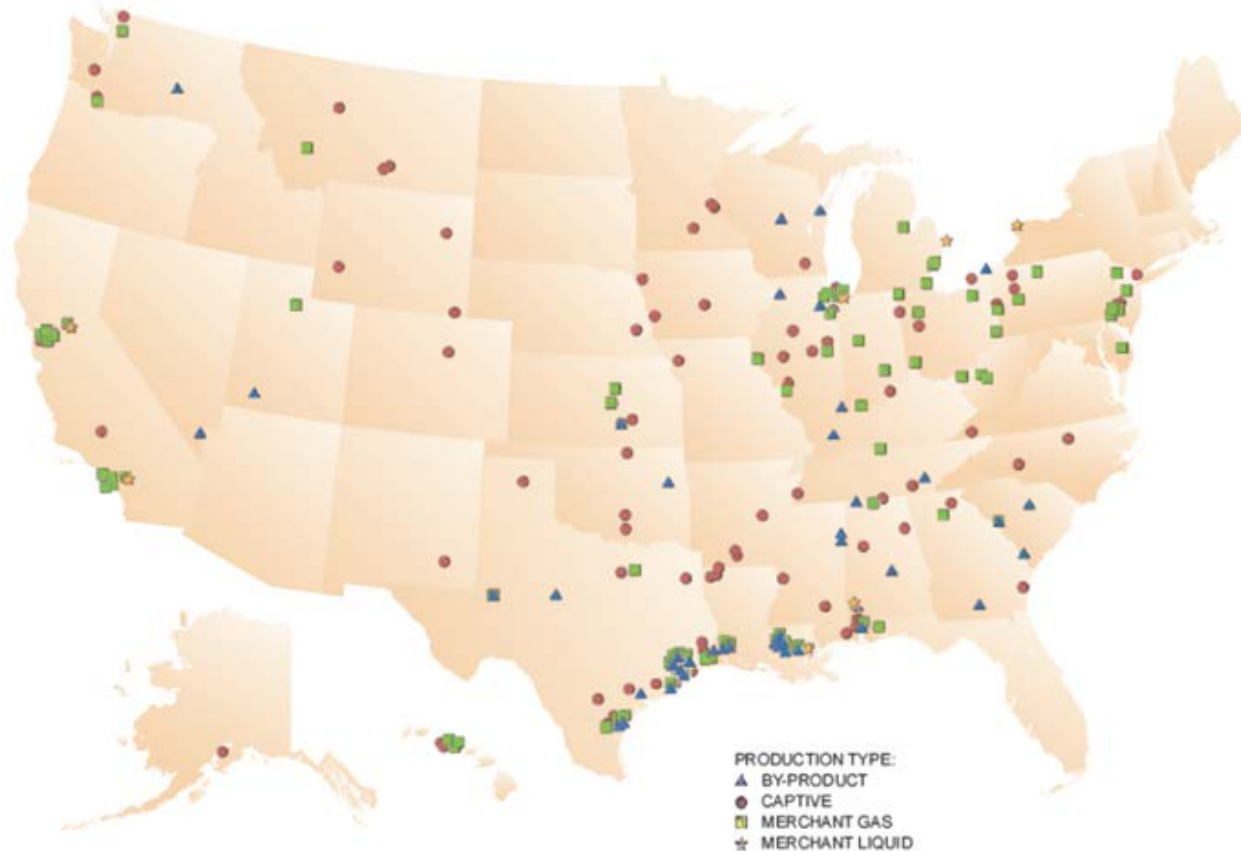 PRODUCTION TYPE:
BY-PRODUCT
CAPTIVE
MERCHANT GAS
MERCHANT LIQUID